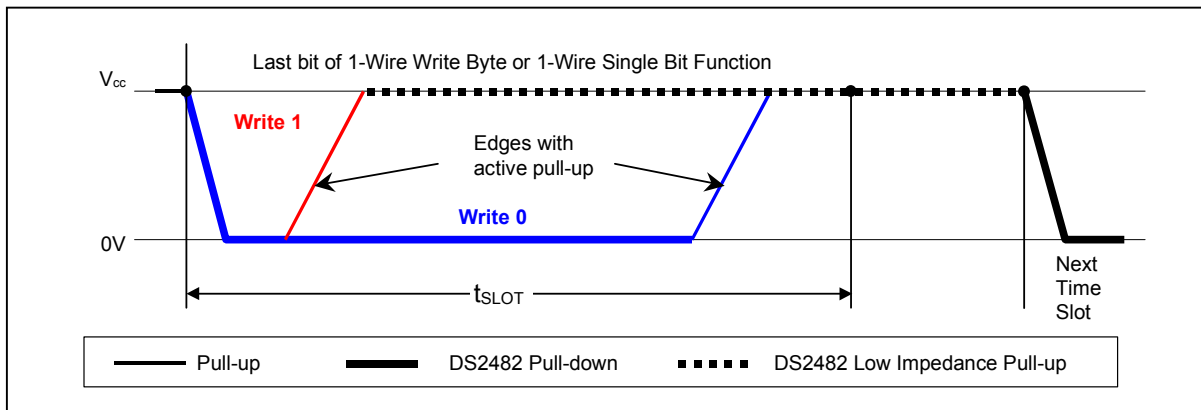 Last bit of 1-Wire Write Byte or 1-Wire Single Bit Function
Vcc
Write 1
Edges with
active pull-up
Write 0
0V
tSLOT
Next
Time
Slot
Pull-up
DS2482 Pull-down
DS2482 Low Impedance Pull-up